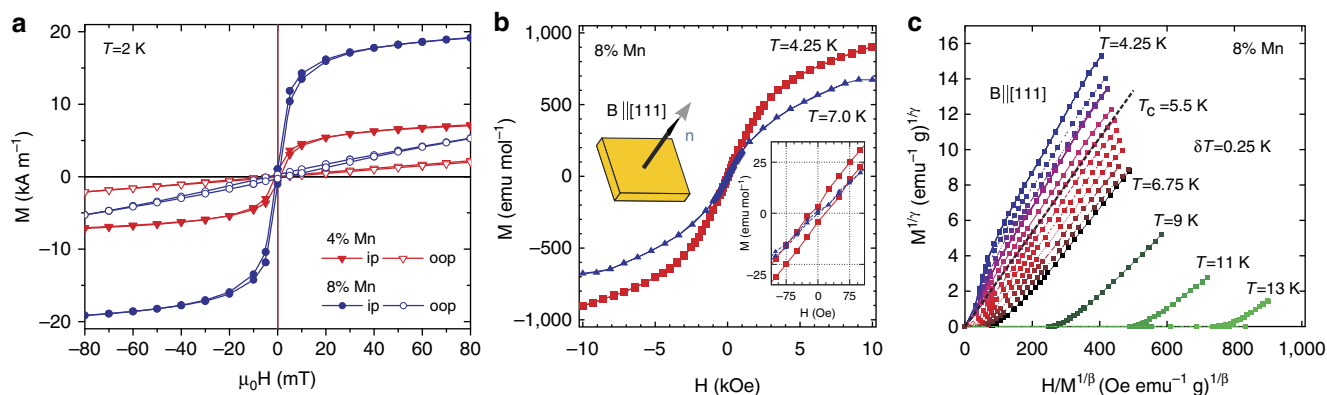 a
T=2 K
M (kA m⁻¹)
20
10
0
−10
−20
−80 −60 −40 −20 0 20 40 60 80
μ₀H (mT)
4% Mn
ip oop
8% Mn
ip oop
b
8% Mn
T=4.25 K
T=7.0 K
B ||[111]
n
M (emu mol⁻¹)
1,000
500
0
−500
−1,000
−10 −5 0 5 10
H (kOe)
M (emu mol⁻¹)
25
0
−25
−75 0 75
H (Oe)
c
T=4.25 K
8% Mn
B||[111]
T_c =5.5 K
δT=0.25 K
T=6.75 K
T=9 K
T=11 K
T=13 K
M^1/γ (emu⁻¹ g)^1/γ
16
14
12
10
8
6
4
2
0
0 200 400 600 800 1,000
H/M^1/β (Oe emu⁻¹ g)^1/β